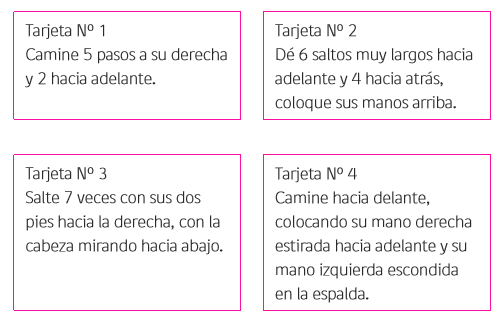 Tarjeta Nº 1
Camine 5 pasos a su derecha
y 2 hacia adelante.
Tarjeta Nº 2
Dé 6 saltos muy largos hacia
adelante y 4 hacia atrás,
coloque sus manos arriba.
Tarjeta Nº 3
Salte 7 veces con sus dos
pies hacia la derecha, con la
cabeza mirando hacia abajo.
Tarjeta Nº 4
Camine hacia delante,
colocando su mano derecha
estirada hacia adelante y su
mano izquierda escondida
en la espalda.